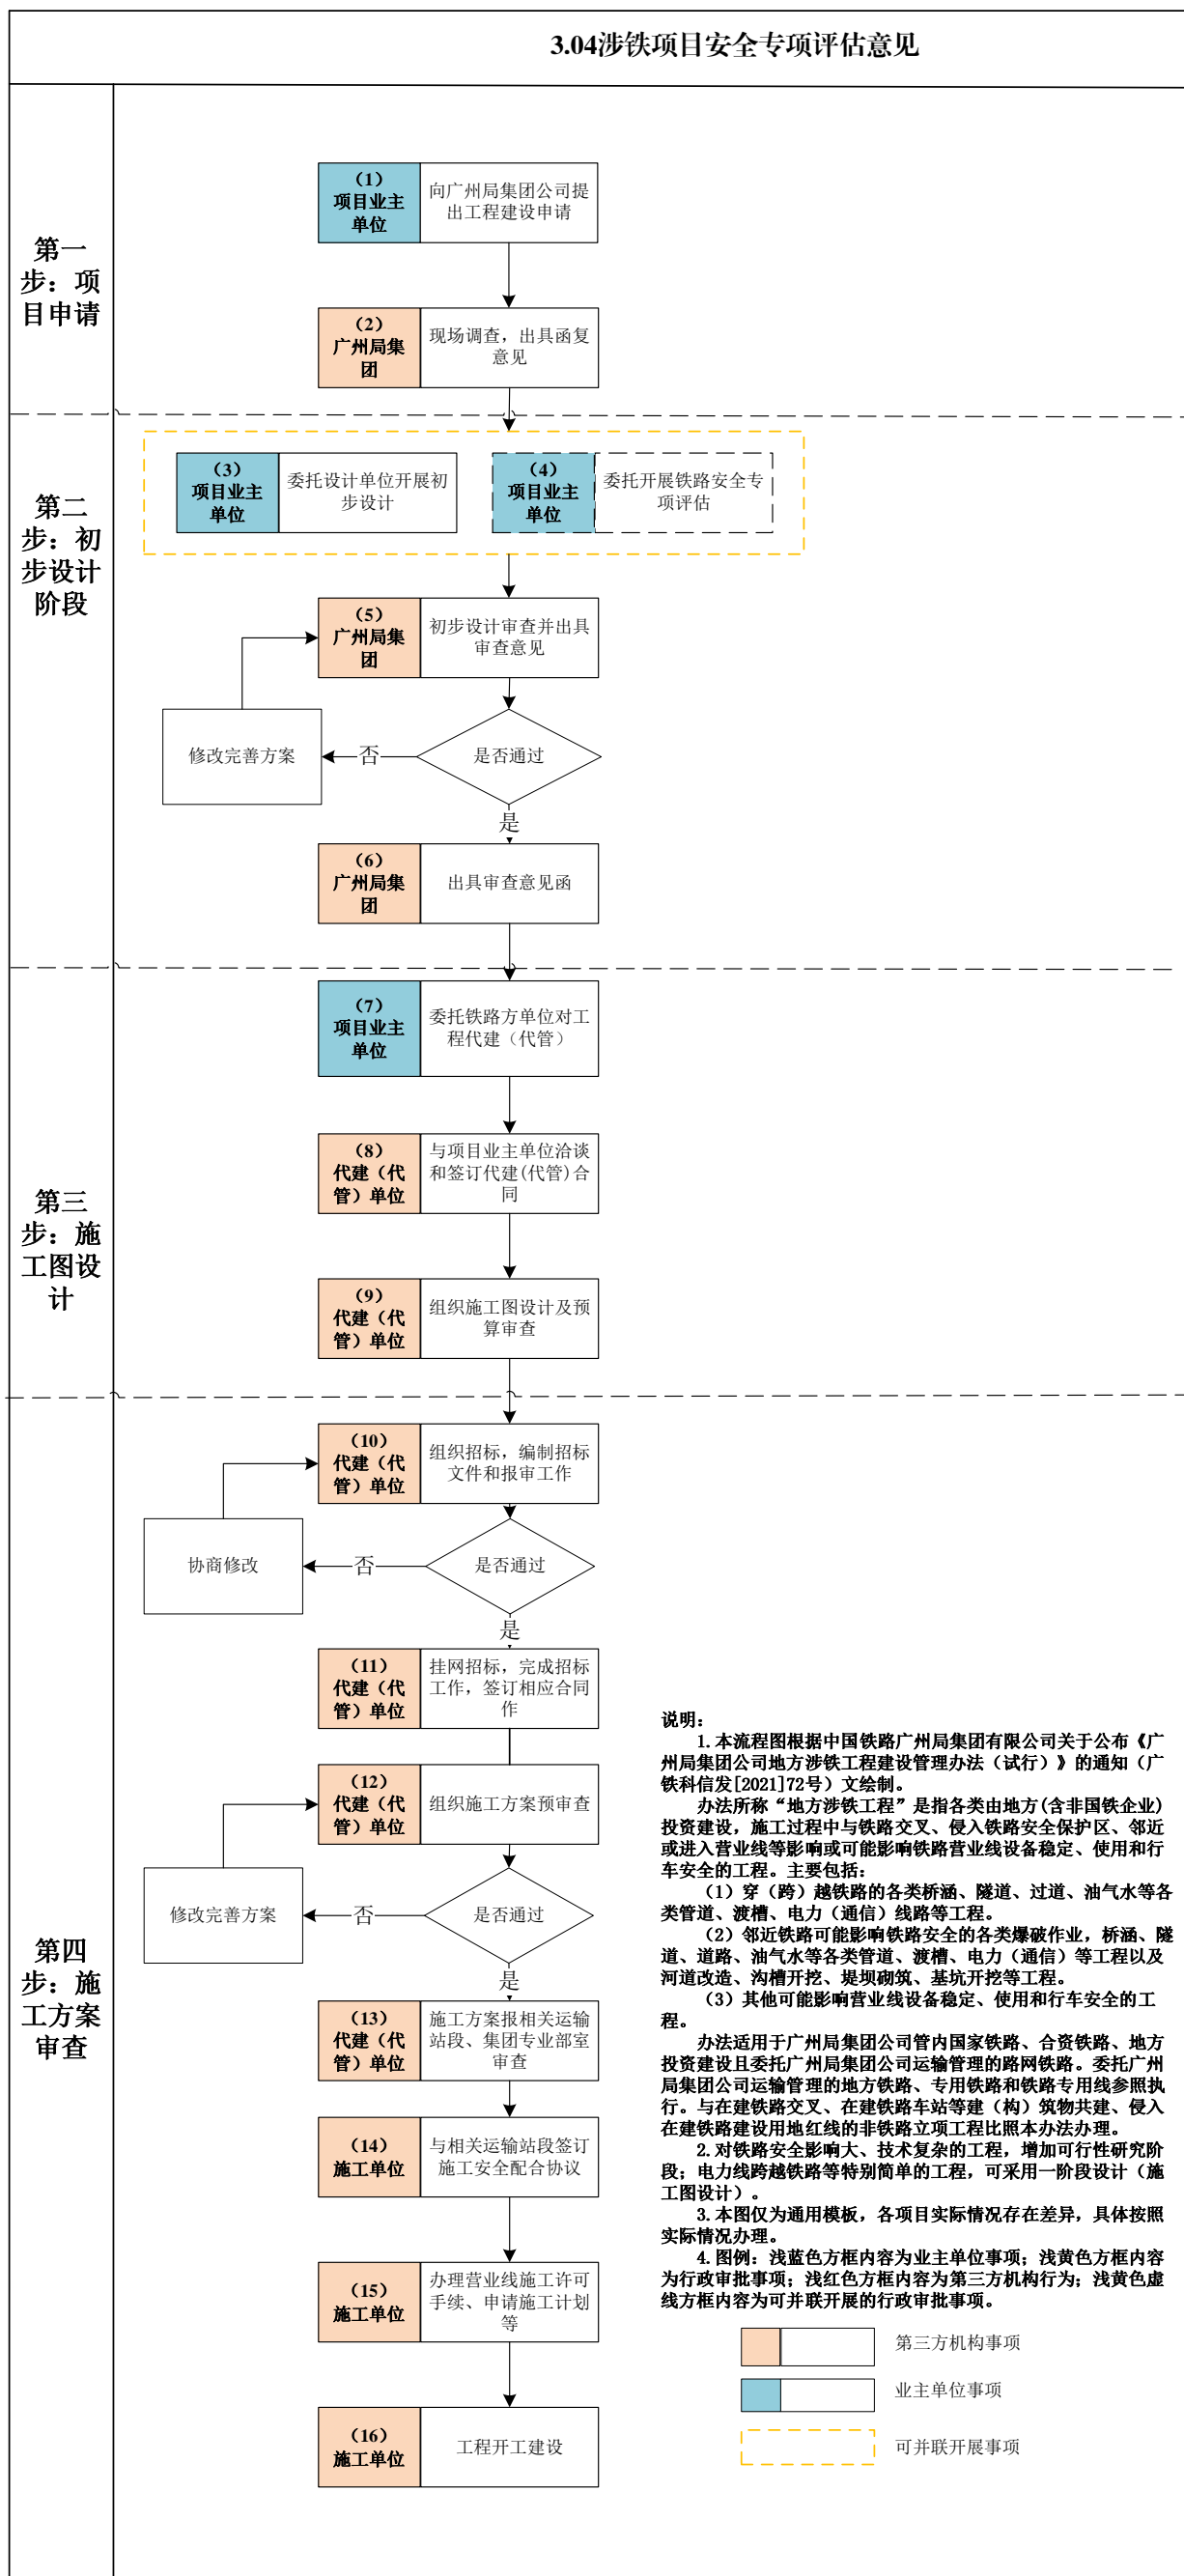 3.04涉铁项目安全专项评估意见
第一
步：项
目申请
（1）
项目业主
单位
向广州局集团公司提
出工程建设申请
（2）
广州局集
团
现场调查，出具函复
意见
第二
步：初
步设计
阶段
（3）
项目业主
单位
委托设计单位开展初
步设计
（4）
项目业主
单位
委托开展铁路安全专
项评估
（5）
广州局集
团
初步设计审查并出具
审查意见
修改完善方案
否
是否通过
是
（6）
广州局集
团
出具审查意见函
第三
步：施
工图设
计
（7）
项目业主
单位
委托铁路方单位对工
程代建（代管）
（8）
代建（代
管）单位
与项目业主单位洽谈
和签订代建(代管)合
同
（9）
代建（代
管）单位
组织施工图设计及预
算审查
第四
步：施
工方案
审查
（10）
代建（代
管）单位
组织招标，编制招标
文件和报审工作
协商修改
否
是否通过
是
（11）
代建（代
管）单位
挂网招标，完成招标
工作，签订相应合同
作
（12）
代建（代
管）单位
组织施工方案预审查
修改完善方案
否
是否通过
是
（13）
代建（代
管）单位
施工方案报相关运输
站段、集团专业部室
审查
（14）
施工单位
与相关运输站段签订
施工安全配合协议
（15）
施工单位
办理营业线施工许可
手续、申请施工计划
等
（16）
施工单位
工程开工建设
说明：
1.本流程图根据中国铁路广州局集团有限公司关于公布《广
州局集团公司地方涉铁工程建设管理办法（试行）》的通知（广
铁科信发[2021]72号）文绘制。
办法所称“地方涉铁工程”是指各类由地方(含非国铁企业)
投资建设，施工过程中与铁路交叉、侵入铁路安全保护区、邻近
或进入营业线等影响或可能影响铁路营业线设备稳定、使用和行
车安全的工程。主要包括：
（1）穿（跨）越铁路的各类桥涵、隧道、过道、油气水等各
类管道、渡槽、电力（通信）线路等工程。
（2）邻近铁路可能影响铁路安全的各类爆破作业，桥涵、隧
道、道路、油气水等各类管道、渡槽、电力（通信）等工程以及
河道改造、沟槽开挖、堤坝砌筑、基坑开挖等工程。
（3）其他可能影响营业线设备稳定、使用和行车安全的工
程。
办法适用于广州局集团公司管内国家铁路、合资铁路、地方
投资建设且委托广州局集团公司运输管理的路网铁路。委托广州
局集团公司运输管理的地方铁路、专用铁路和铁路专用线参照执
行。与在建铁路交叉、在建铁路车站等建（构）筑物共建、侵入
在建铁路建设用地红线的非铁路立项工程比照本办法办理。
2.对铁路安全影响大、技术复杂的工程，增加可行性研究阶
段；电力线跨越铁路等特别简单的工程，可采用一阶段设计（施
工图设计）。
3.本图仅为通用模板，各项目实际情况存在差异，具体按照
实际情况办理。
4.图例：浅蓝色方框内容为业主单位事项；浅黄色方框内容
为行政审批事项；浅红色方框内容为第三方机构行为；浅黄色虚
线方框内容为可并联开展的行政审批事项。
第三方机构事项
业主单位事项
可并联开展事项